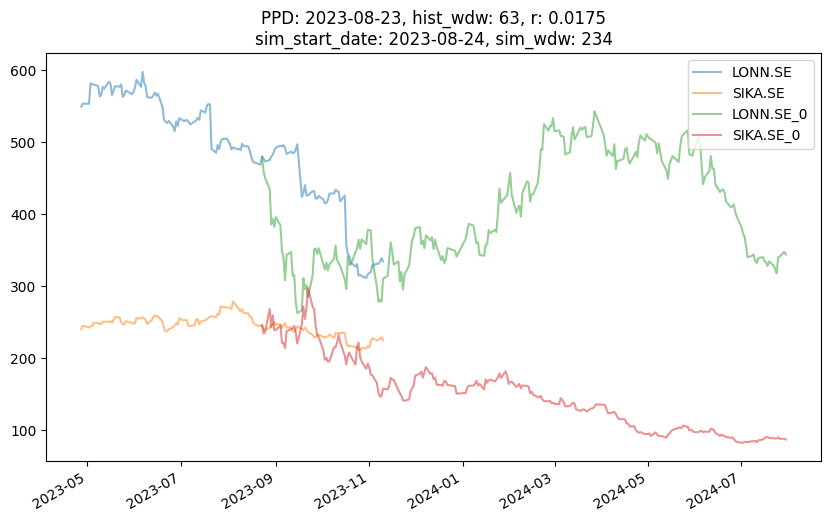 PPD: 2023-08-23, hist_wdw: 63, r: 0.0175
sim_start_date: 2023-08-24, sim_wdw: 234
LONN.SE
SIKA.SE
LONN.SE_0
SIKA.SE_0
600
500
400
300
200
100
2023-05
2023-07
2023-09
2023-11
2024-01
2024-03
2024-05
2024-07